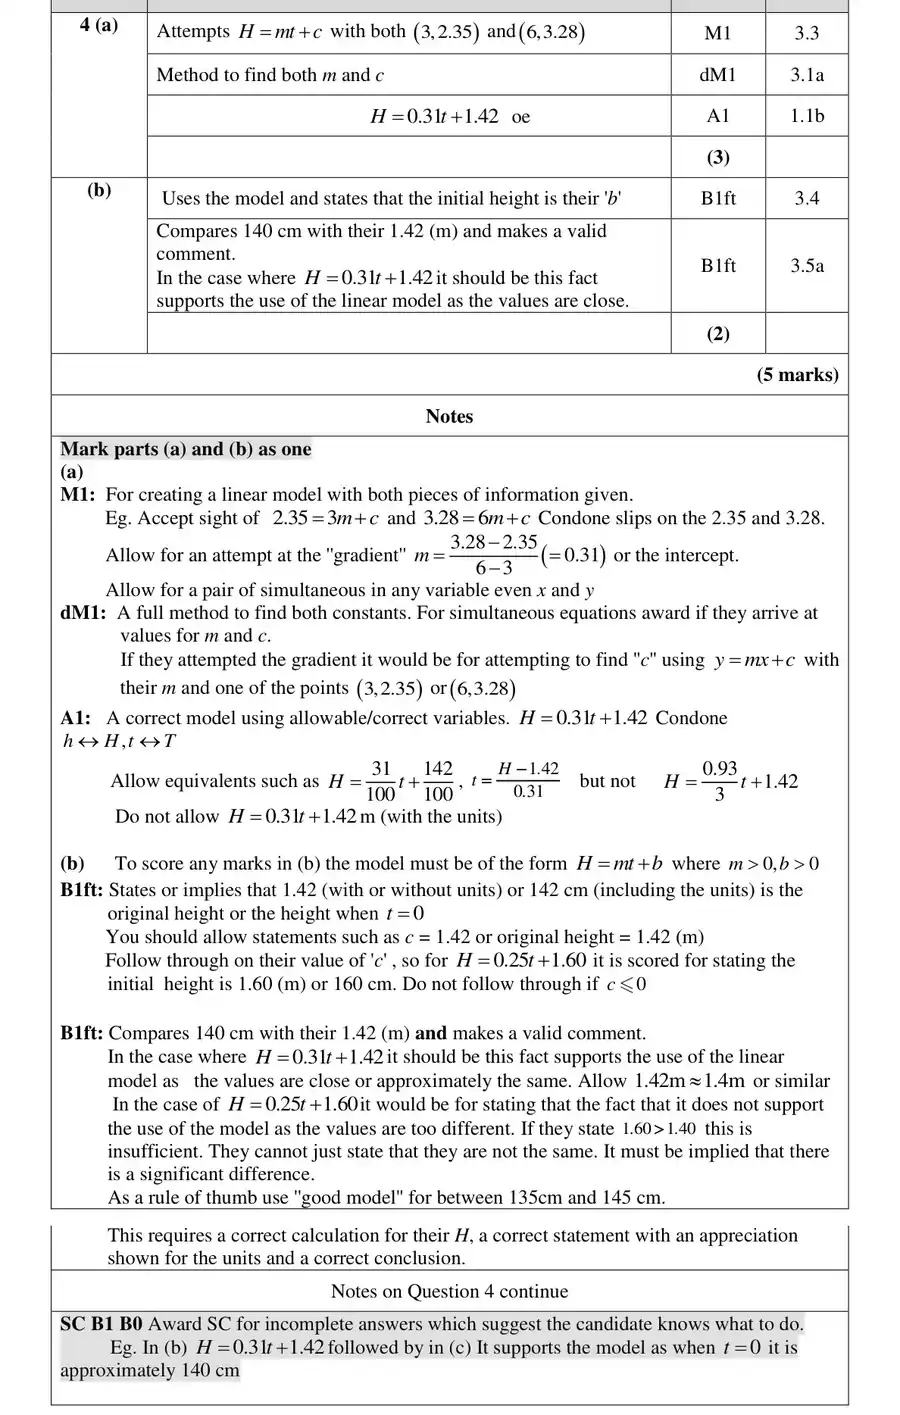 4 (a) Attempts H = mt + c with both (3, 2.35) and (6, 3.28) M1 3.3
Method to find both m and c dM1 3.1a
H = 0.31t + 1.42 oe A1 1.1b
(3)
(b) Uses the model and states that the initial height is their 'b' B1ft 3.4
Compares 140 cm with their 1.42 (m) and makes a valid
comment.
In the case where H = 0.31t + 1.42 it should be this fact
supports the use of the linear model as the values are close. B1ft 3.5a
(2)
(5 marks)
Notes
Mark parts (a) and (b) as one
(a)
M1: For creating a linear model with both pieces of information given.
Eg. Accept sight of 2.35 = 3m + c and 3.28 = 6m + c Condone slips on the 2.35 and 3.28.
Allow for an attempt at the "gradient" m = (3.28 − 2.35)/(6 − 3) (= 0.31) or the intercept.
Allow for a pair of simultaneous in any variable even x and y
dM1: A full method to find both constants. For simultaneous equations award if they arrive at
values for m and c.
If they attempted the gradient it would be for attempting to find "c" using y = mx + c with
their m and one of the points (3, 2.35) or (6, 3.28)
A1: A correct model using allowable/correct variables. H = 0.31t + 1.42 Condone
h ↔ H, t ↔ T
Allow equivalents such as H = 31/100 t + 142/100 , t = (H − 1.42)/0.31 but not H = 0.93/3 t + 1.42
Do not allow H = 0.31t + 1.42 m (with the units)
(b) To score any marks in (b) the model must be of the form H = mt + b where m > 0, b > 0
B1ft: States or implies that 1.42 (with or without units) or 142 cm (including the units) is the
original height or the height when t = 0
You should allow statements such as c = 1.42 or original height = 1.42 (m)
Follow through on their value of 'c' , so for H = 0.25t + 1.60 it is scored for stating the
initial height is 1.60 (m) or 160 cm. Do not follow through if c ⩽ 0
B1ft: Compares 140 cm with their 1.42 (m) and makes a valid comment.
In the case where H = 0.31t + 1.42 it should be this fact supports the use of the linear
model as the values are close or approximately the same. Allow 1.42m ≈ 1.4m or similar
In the case of H = 0.25t + 1.60 it would be for stating that the fact that it does not support
the use of the model as the values are too different. If they state 1.60 > 1.40 this is
insufficient. They cannot just state that they are not the same. It must be implied that there
is a significant difference.
As a rule of thumb use "good model" for between 135cm and 145 cm.
This requires a correct calculation for their H, a correct statement with an appreciation
shown for the units and a correct conclusion.
Notes on Question 4 continue
SC B1 B0 Award SC for incomplete answers which suggest the candidate knows what to do.
Eg. In (b) H = 0.31t + 1.42 followed by in (c) It supports the model as when t = 0 it is
approximately 140 cm